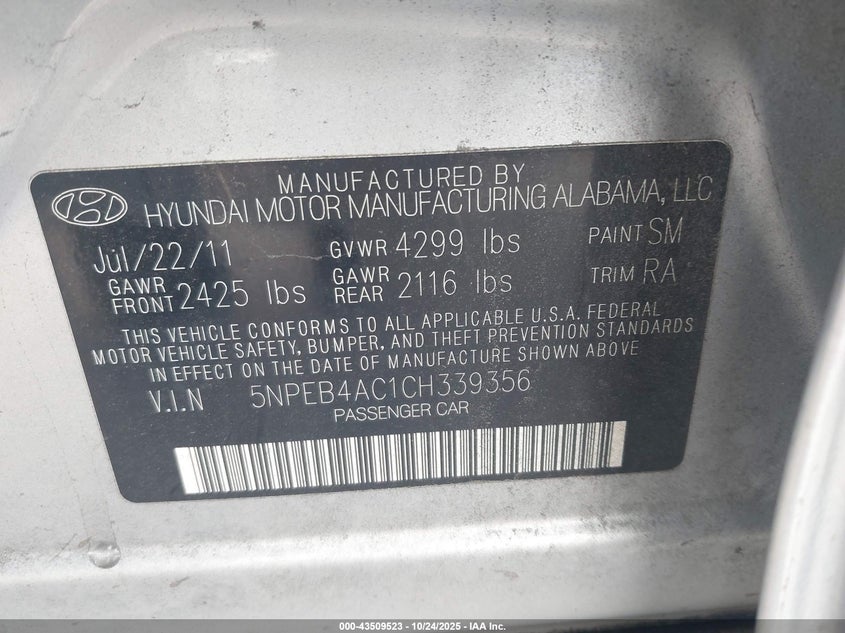 MANUFACTURED BY
HYUNDAI MOTOR MANUFACTURING ALABAMA, LLC
Jul/22/11 GVWR 4299 lbs PAINT SM
GAWR FRONT 2425 lbs GAWR REAR 2116 lbs TRIM RA
THIS VEHICLE CONFORMS TO ALL APPLICABLE U.S.A. FEDERAL
MOTOR VEHICLE SAFETY, BUMPER, AND THEFT PREVENTION STANDARDS
IN EFFECT ON THE DATE OF MANUFACTURE SHOWN ABOVE
V.I.N 5NPEB4AC1CH339356
PASSENGER CAR
000-43509523 - 10/24/2025 - IAA Inc.